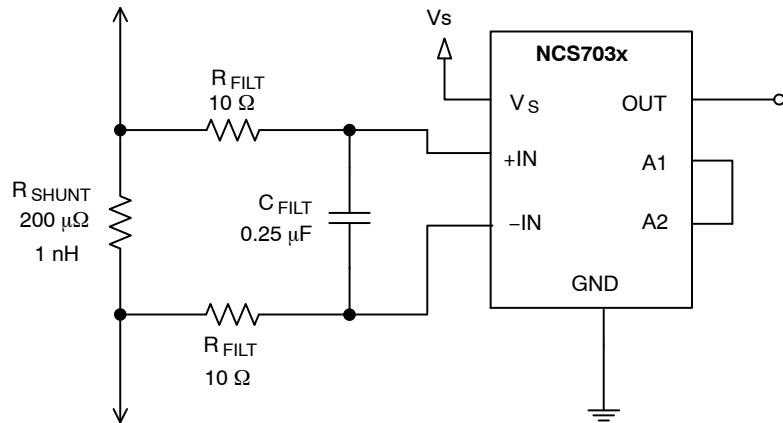 Vs
NCS703x
R FILT
10 Ω
VS
OUT
+IN
A1
R SHUNT
200 μΩ
1 nH
C FILT
0.25 μF
−IN
A2
GND
R FILT
10 Ω